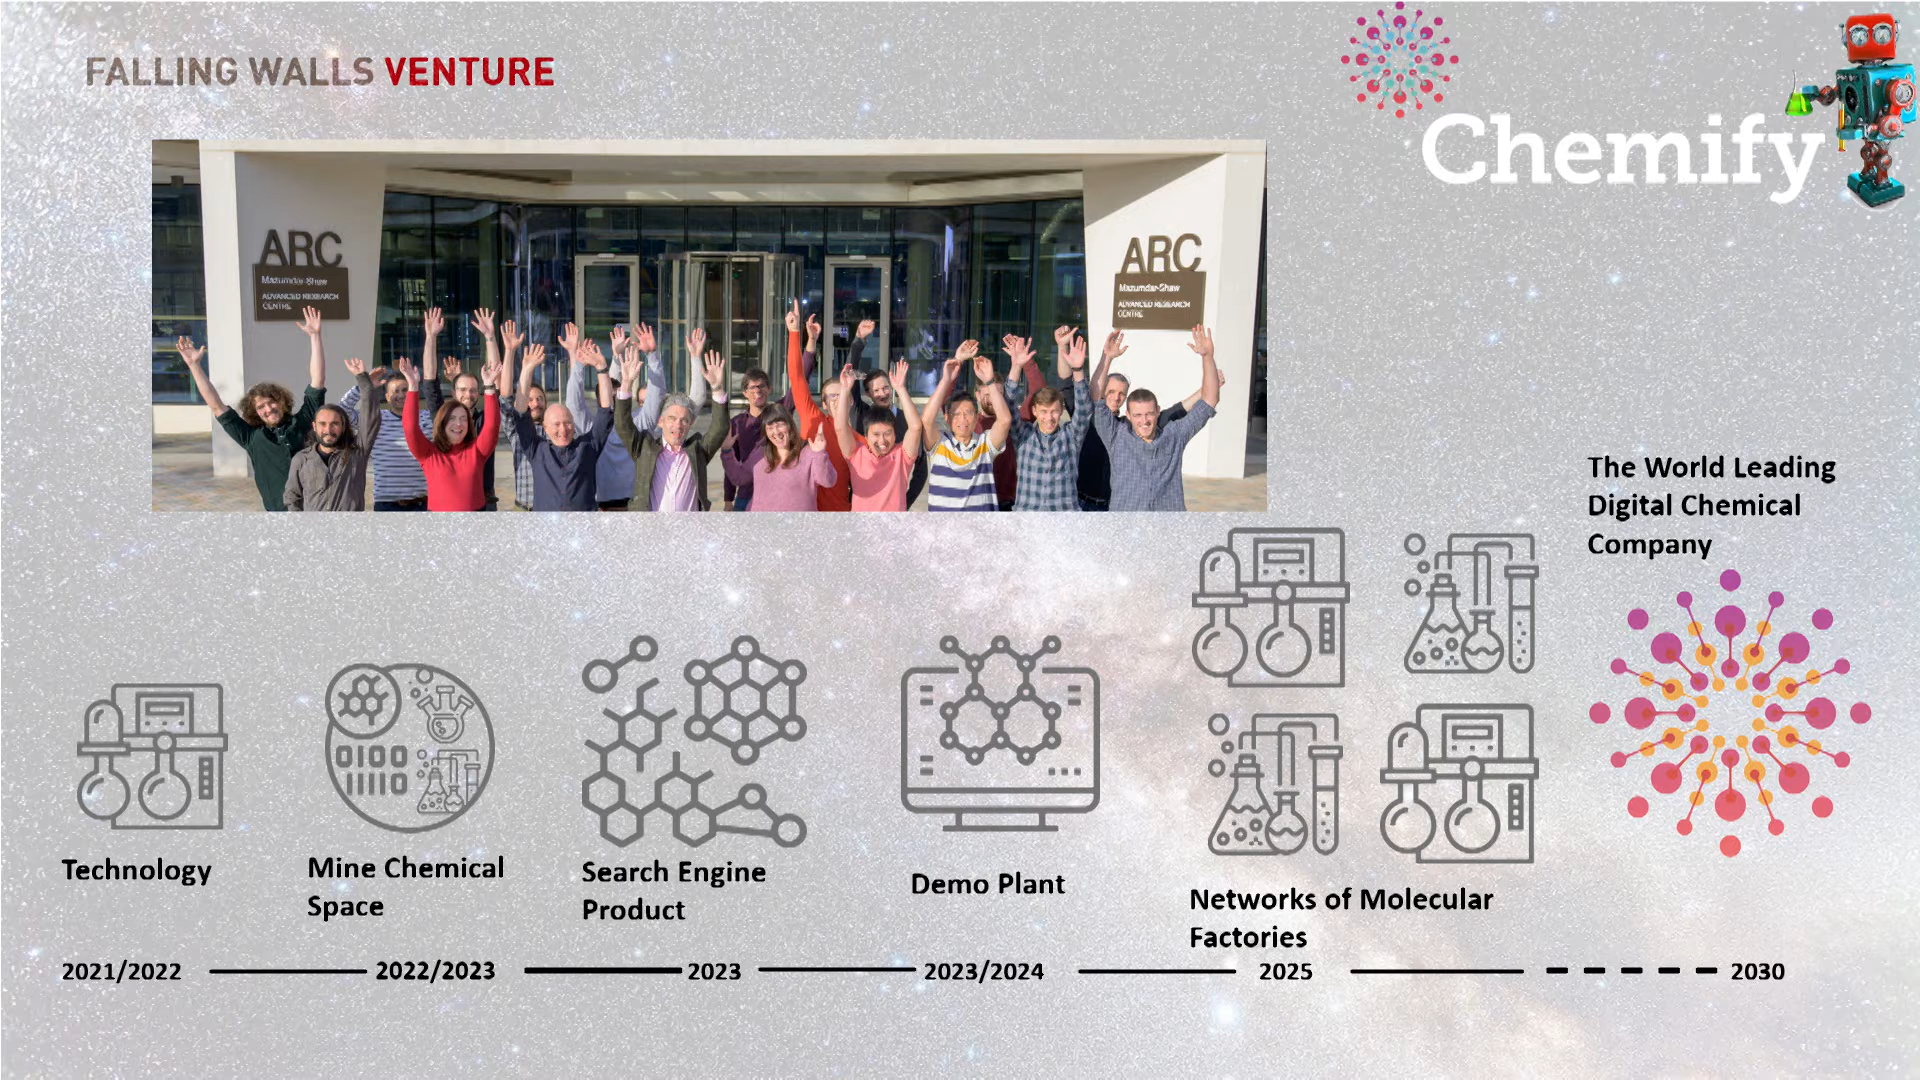 FALLING WALLS VENTURE
Chemify
ARC
Mazumdar-Shaw
ADVANCED RESEARCH
CENTRE
ARC
Mazumdar-Shaw
ADVANCED RESEARCH
CENTRE
The World Leading
Digital Chemical
Company
0100
11110
Technology
Mine Chemical
Space
Search Engine
Product
Demo Plant
Networks of Molecular
Factories
2021/2022
2022/2023
2023
2023/2024
2025
2030